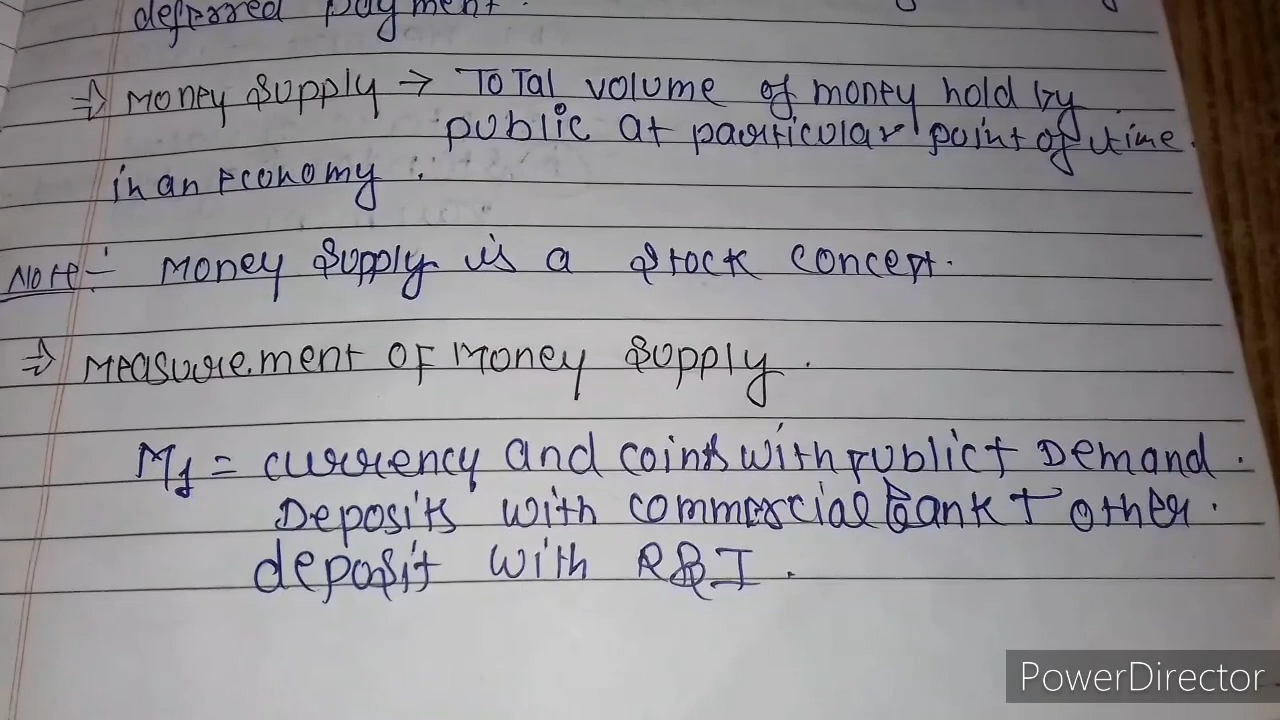 deferred payment.
⇒ Money Supply → Total volume of money hold by
public at particular point of time.
in an Economy.
Note:- Money Supply is a Stock concept.
⇒ Measurement of Money Supply.
M1 = currency and coins with public + Demand.
Deposits with commercial Bank + other.
deposit with RBI.
PowerDirector